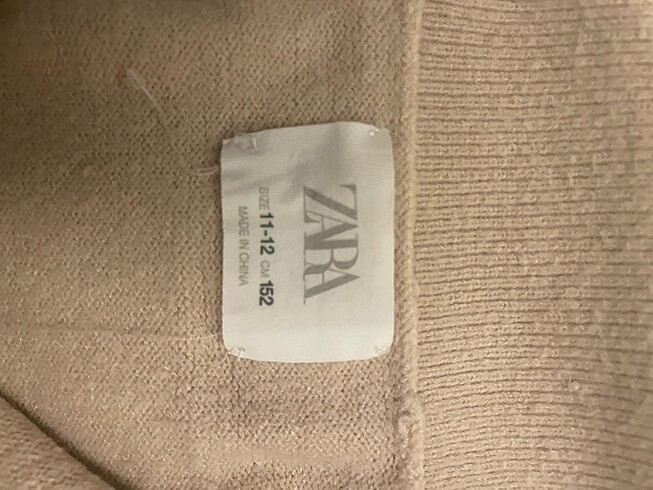 ZARA
SIZE 11-12 CM 152
MADE IN CHINA